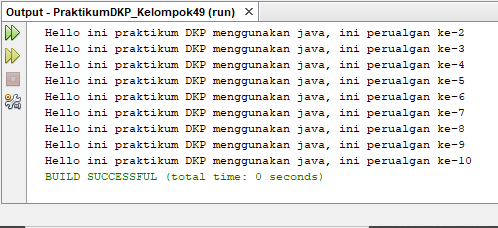 Output - PraktikumDKP_Kelompok49 (run) ×
Hello ini praktikum DKP menggunakan java, ini perualgan ke-2
Hello ini praktikum DKP menggunakan java, ini perualgan ke-3
Hello ini praktikum DKP menggunakan java, ini perualgan ke-4
Hello ini praktikum DKP menggunakan java, ini perualgan ke-5
Hello ini praktikum DKP menggunakan java, ini perualgan ke-6
Hello ini praktikum DKP menggunakan java, ini perualgan ke-7
Hello ini praktikum DKP menggunakan java, ini perualgan ke-8
Hello ini praktikum DKP menggunakan java, ini perualgan ke-9
Hello ini praktikum DKP menggunakan java, ini perualgan ke-10
BUILD SUCCESSFUL (total time: 0 seconds)